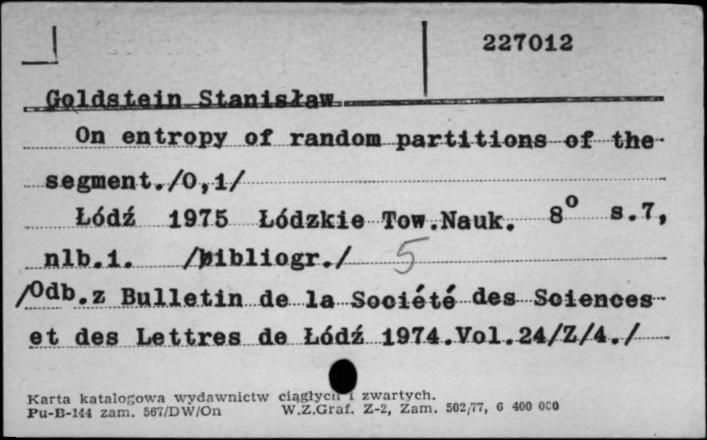 227012
Goldstein Stanisław
On entropy of random partitions of the
segment./0,1/
Łódź 1975 Łódzkie Tow.Nauk. 8° s.7,
nlb.1. /bibliogr./ 5
/Odb.z Bulletin de la Société des Sciences
et des Lettres de Łódź 1974.Vol.24/Z/4./
Karta katalogowa wydawnictw ciągłych i zwartych.
Pu-B-144 zam. 567/DW/On W.Z.Graf. Z-2, Zam. 502/77, 6 400 000